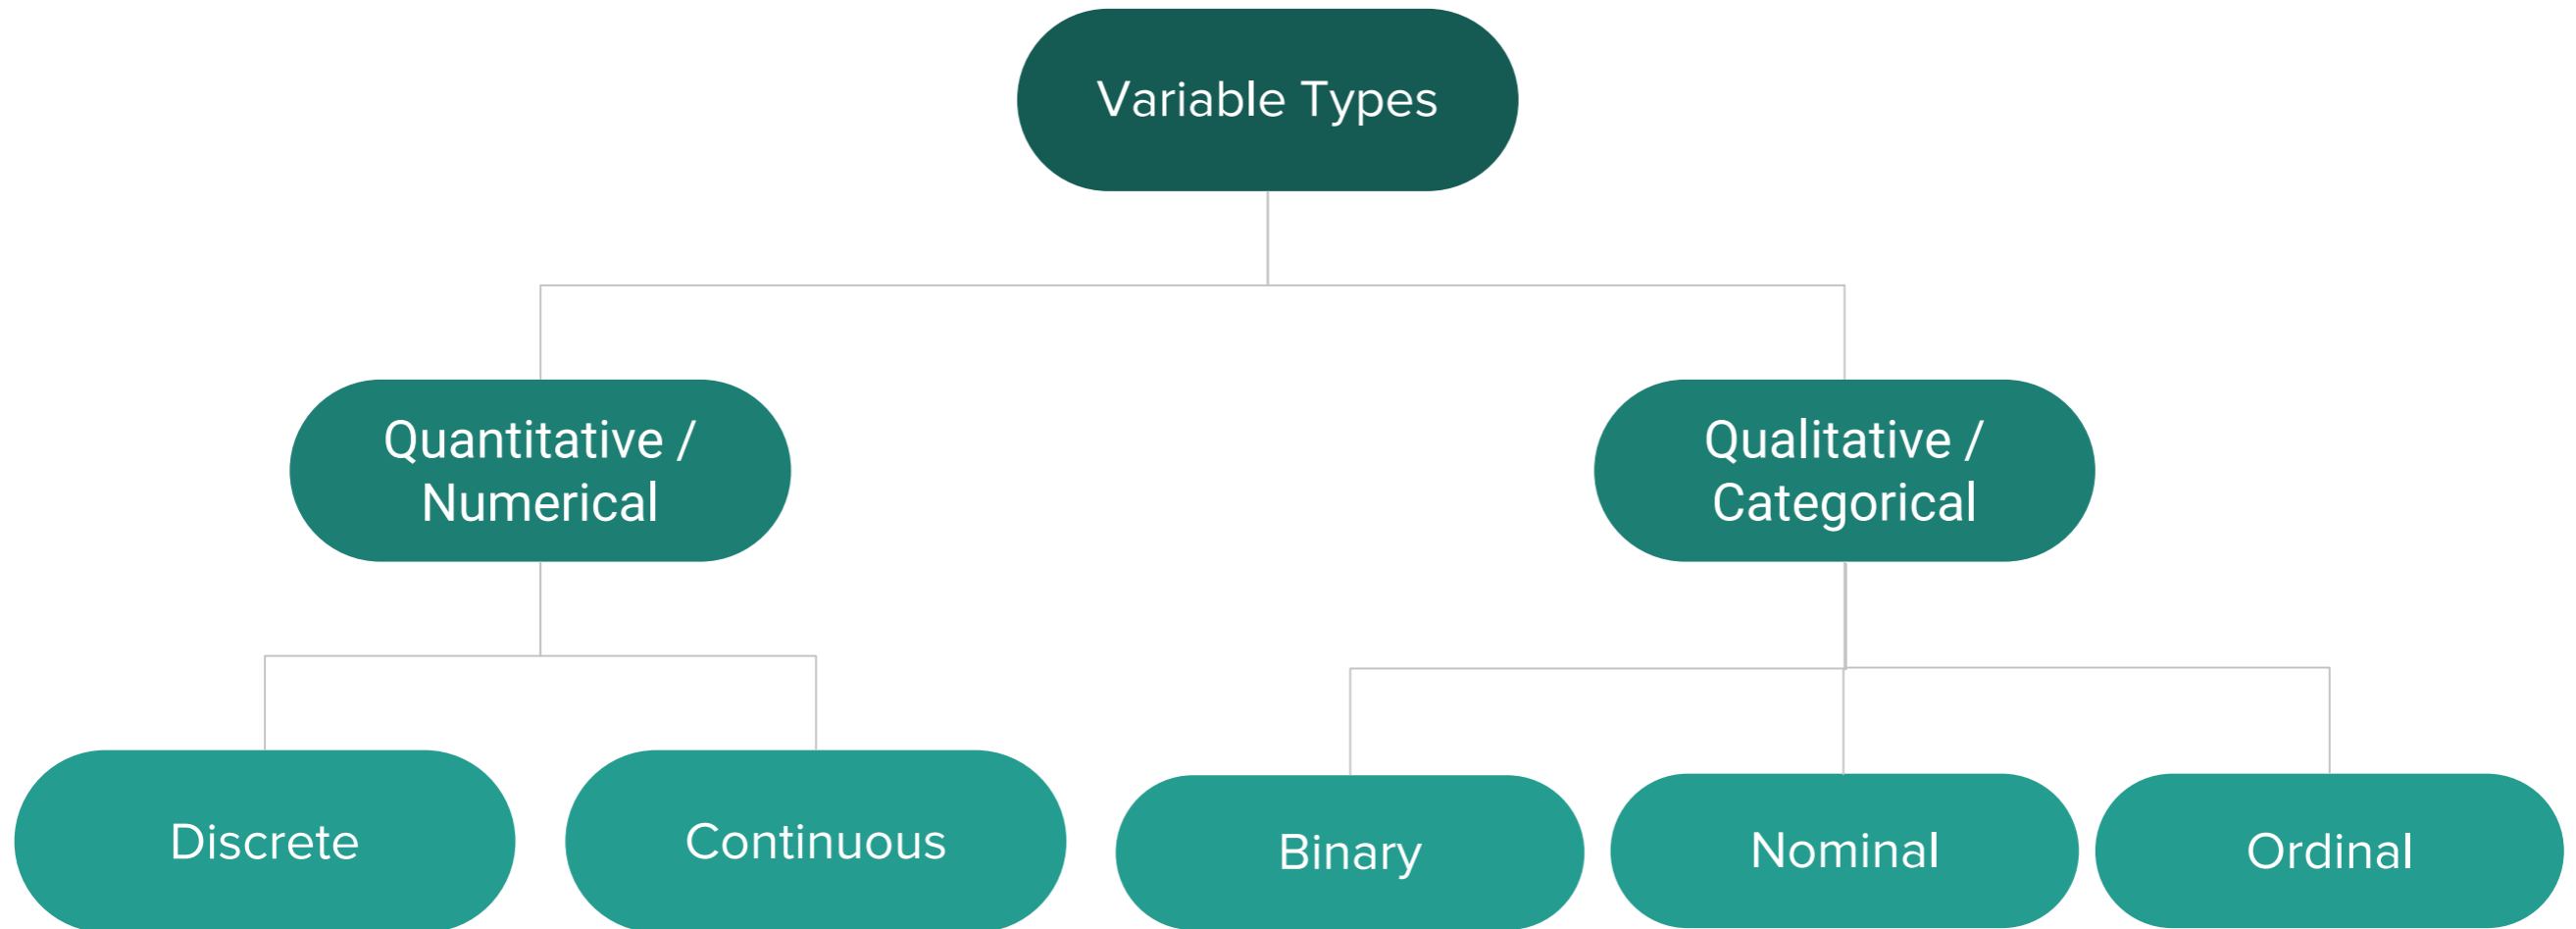 Variable Types
Quantitative /
Numerical
Qualitative /
Categorical
Discrete
Continuous
Binary
Nominal
Ordinal